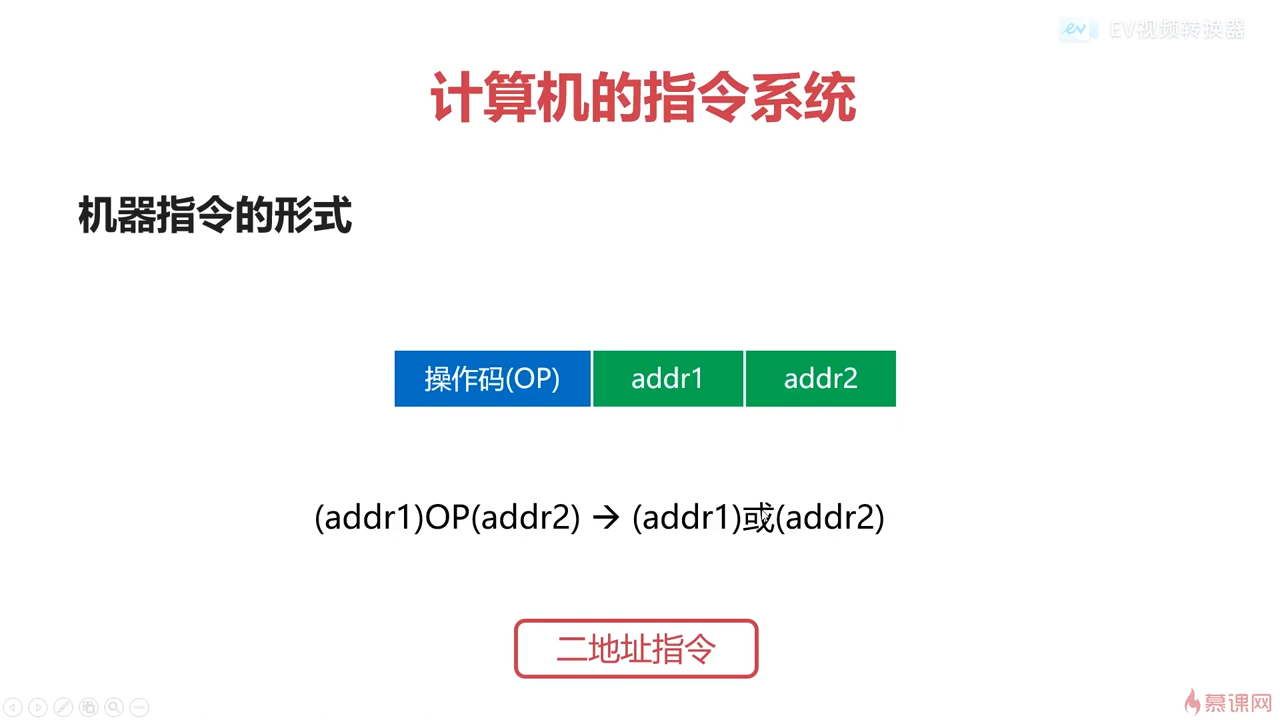 EV视频转换器
计算机的指令系统
机器指令的形式
操作码(OP) addr1 addr2
(addr1)OP(addr2) → (addr1)或(addr2)
二地址指令
慕课网